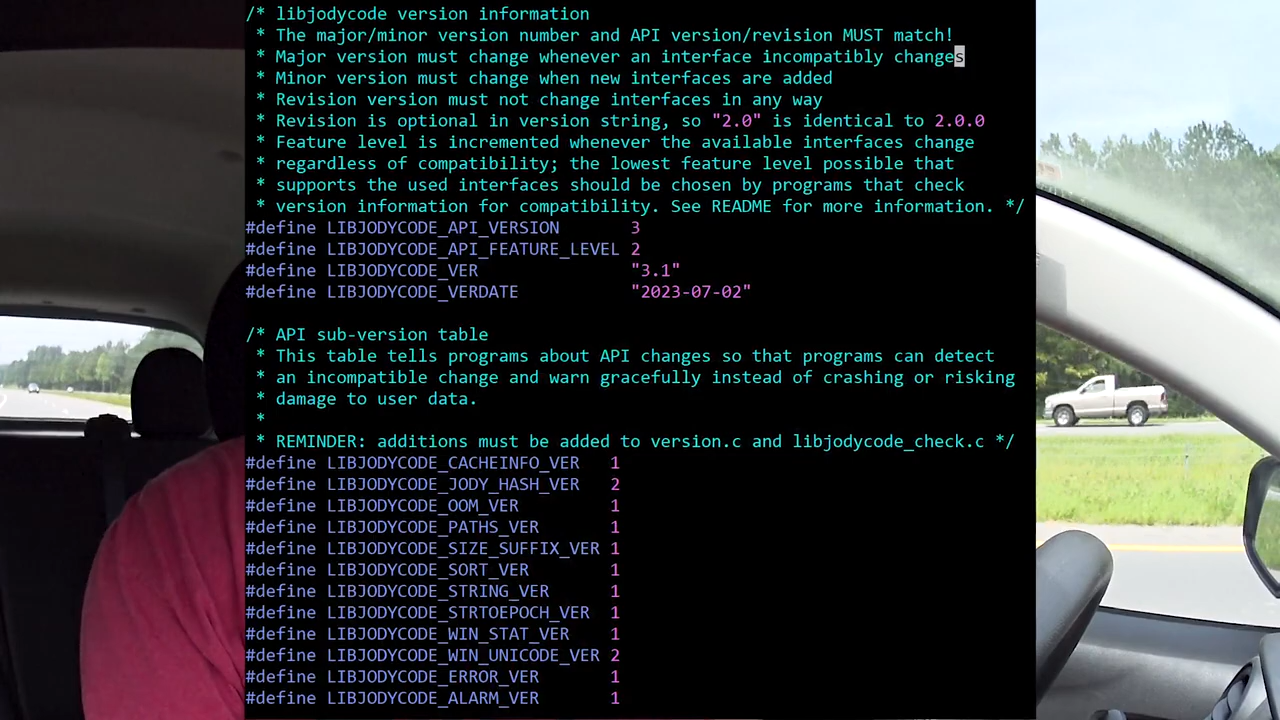 /* libjodycode version information
 * The major/minor version number and API version/revision MUST match!
 * Major version must change whenever an interface incompatibly changes
 * Minor version must change when new interfaces are added
 * Revision version must not change interfaces in any way
 * Revision is optional in version string, so "2.0" is identical to 2.0.0
 * Feature level is incremented whenever the available interfaces change
 * regardless of compatibility; the lowest feature level possible that
 * supports the used interfaces should be chosen by programs that check
 * version information for compatibility. See README for more information. */
#define LIBJODYCODE_API_VERSION       3
#define LIBJODYCODE_API_FEATURE_LEVEL 2
#define LIBJODYCODE_VER               "3.1"
#define LIBJODYCODE_VERDATE           "2023-07-02"

/* API sub-version table
 * This table tells programs about API changes so that programs can detect
 * an incompatible change and warn gracefully instead of crashing or risking
 * damage to user data.
 *
 * REMINDER: additions must be added to version.c and libjodycode_check.c */
#define LIBJODYCODE_CACHEINFO_VER   1
#define LIBJODYCODE_JODY_HASH_VER   2
#define LIBJODYCODE_OOM_VER         1
#define LIBJODYCODE_PATHS_VER       1
#define LIBJODYCODE_SIZE_SUFFIX_VER 1
#define LIBJODYCODE_SORT_VER        1
#define LIBJODYCODE_STRING_VER      1
#define LIBJODYCODE_STRTOEPOCH_VER  1
#define LIBJODYCODE_WIN_STAT_VER    1
#define LIBJODYCODE_WIN_UNICODE_VER 2
#define LIBJODYCODE_ERROR_VER       1
#define LIBJODYCODE_ALARM_VER       1